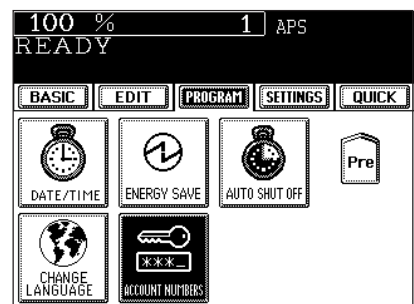 100 % 1 APS
READY
BASIC EDIT PROGRAM SETTINGS QUICK
DATE/TIME ENERGY SAVE AUTO SHUT OFF Pre
CHANGE LANGUAGE
***_
ACCOUNT NUMBERS